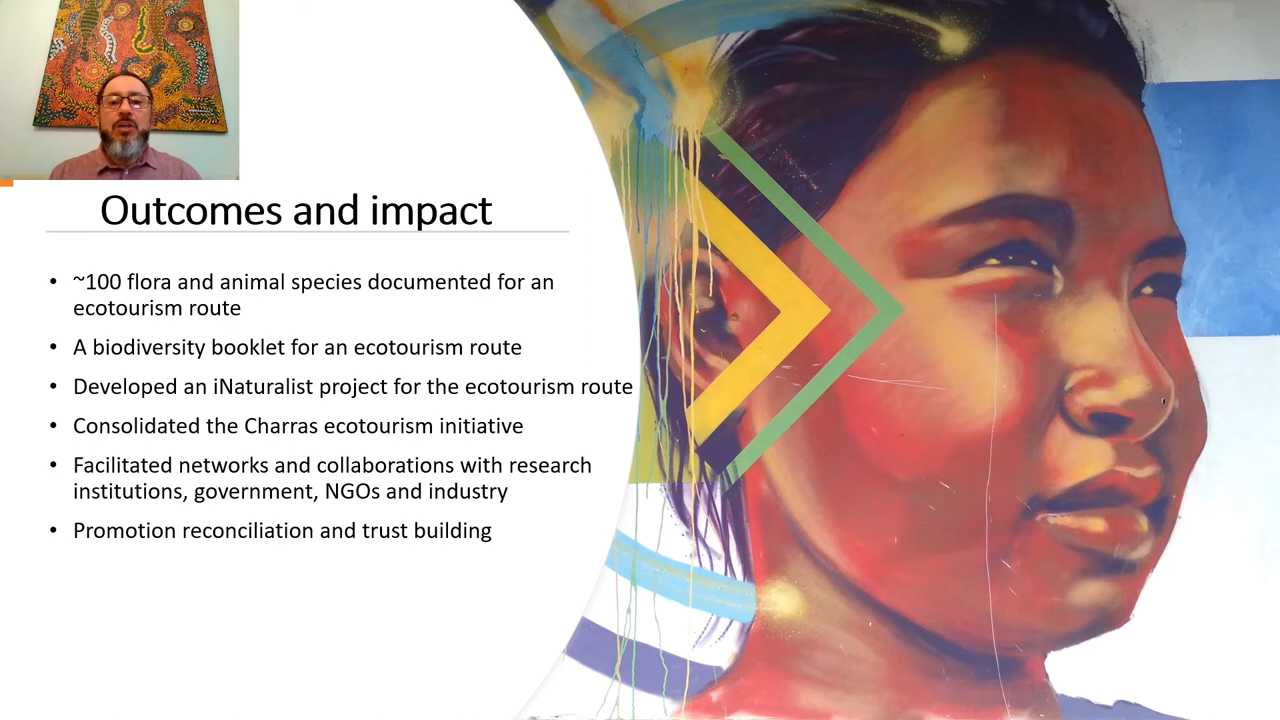 Outcomes and impact
• ~100 flora and animal species documented for an
ecotourism route
• A biodiversity booklet for an ecotourism route
• Developed an iNaturalist project for the ecotourism route
• Consolidated the Charras ecotourism initiative
• Facilitated networks and collaborations with research
institutions, government, NGOs and industry
• Promotion reconciliation and trust building